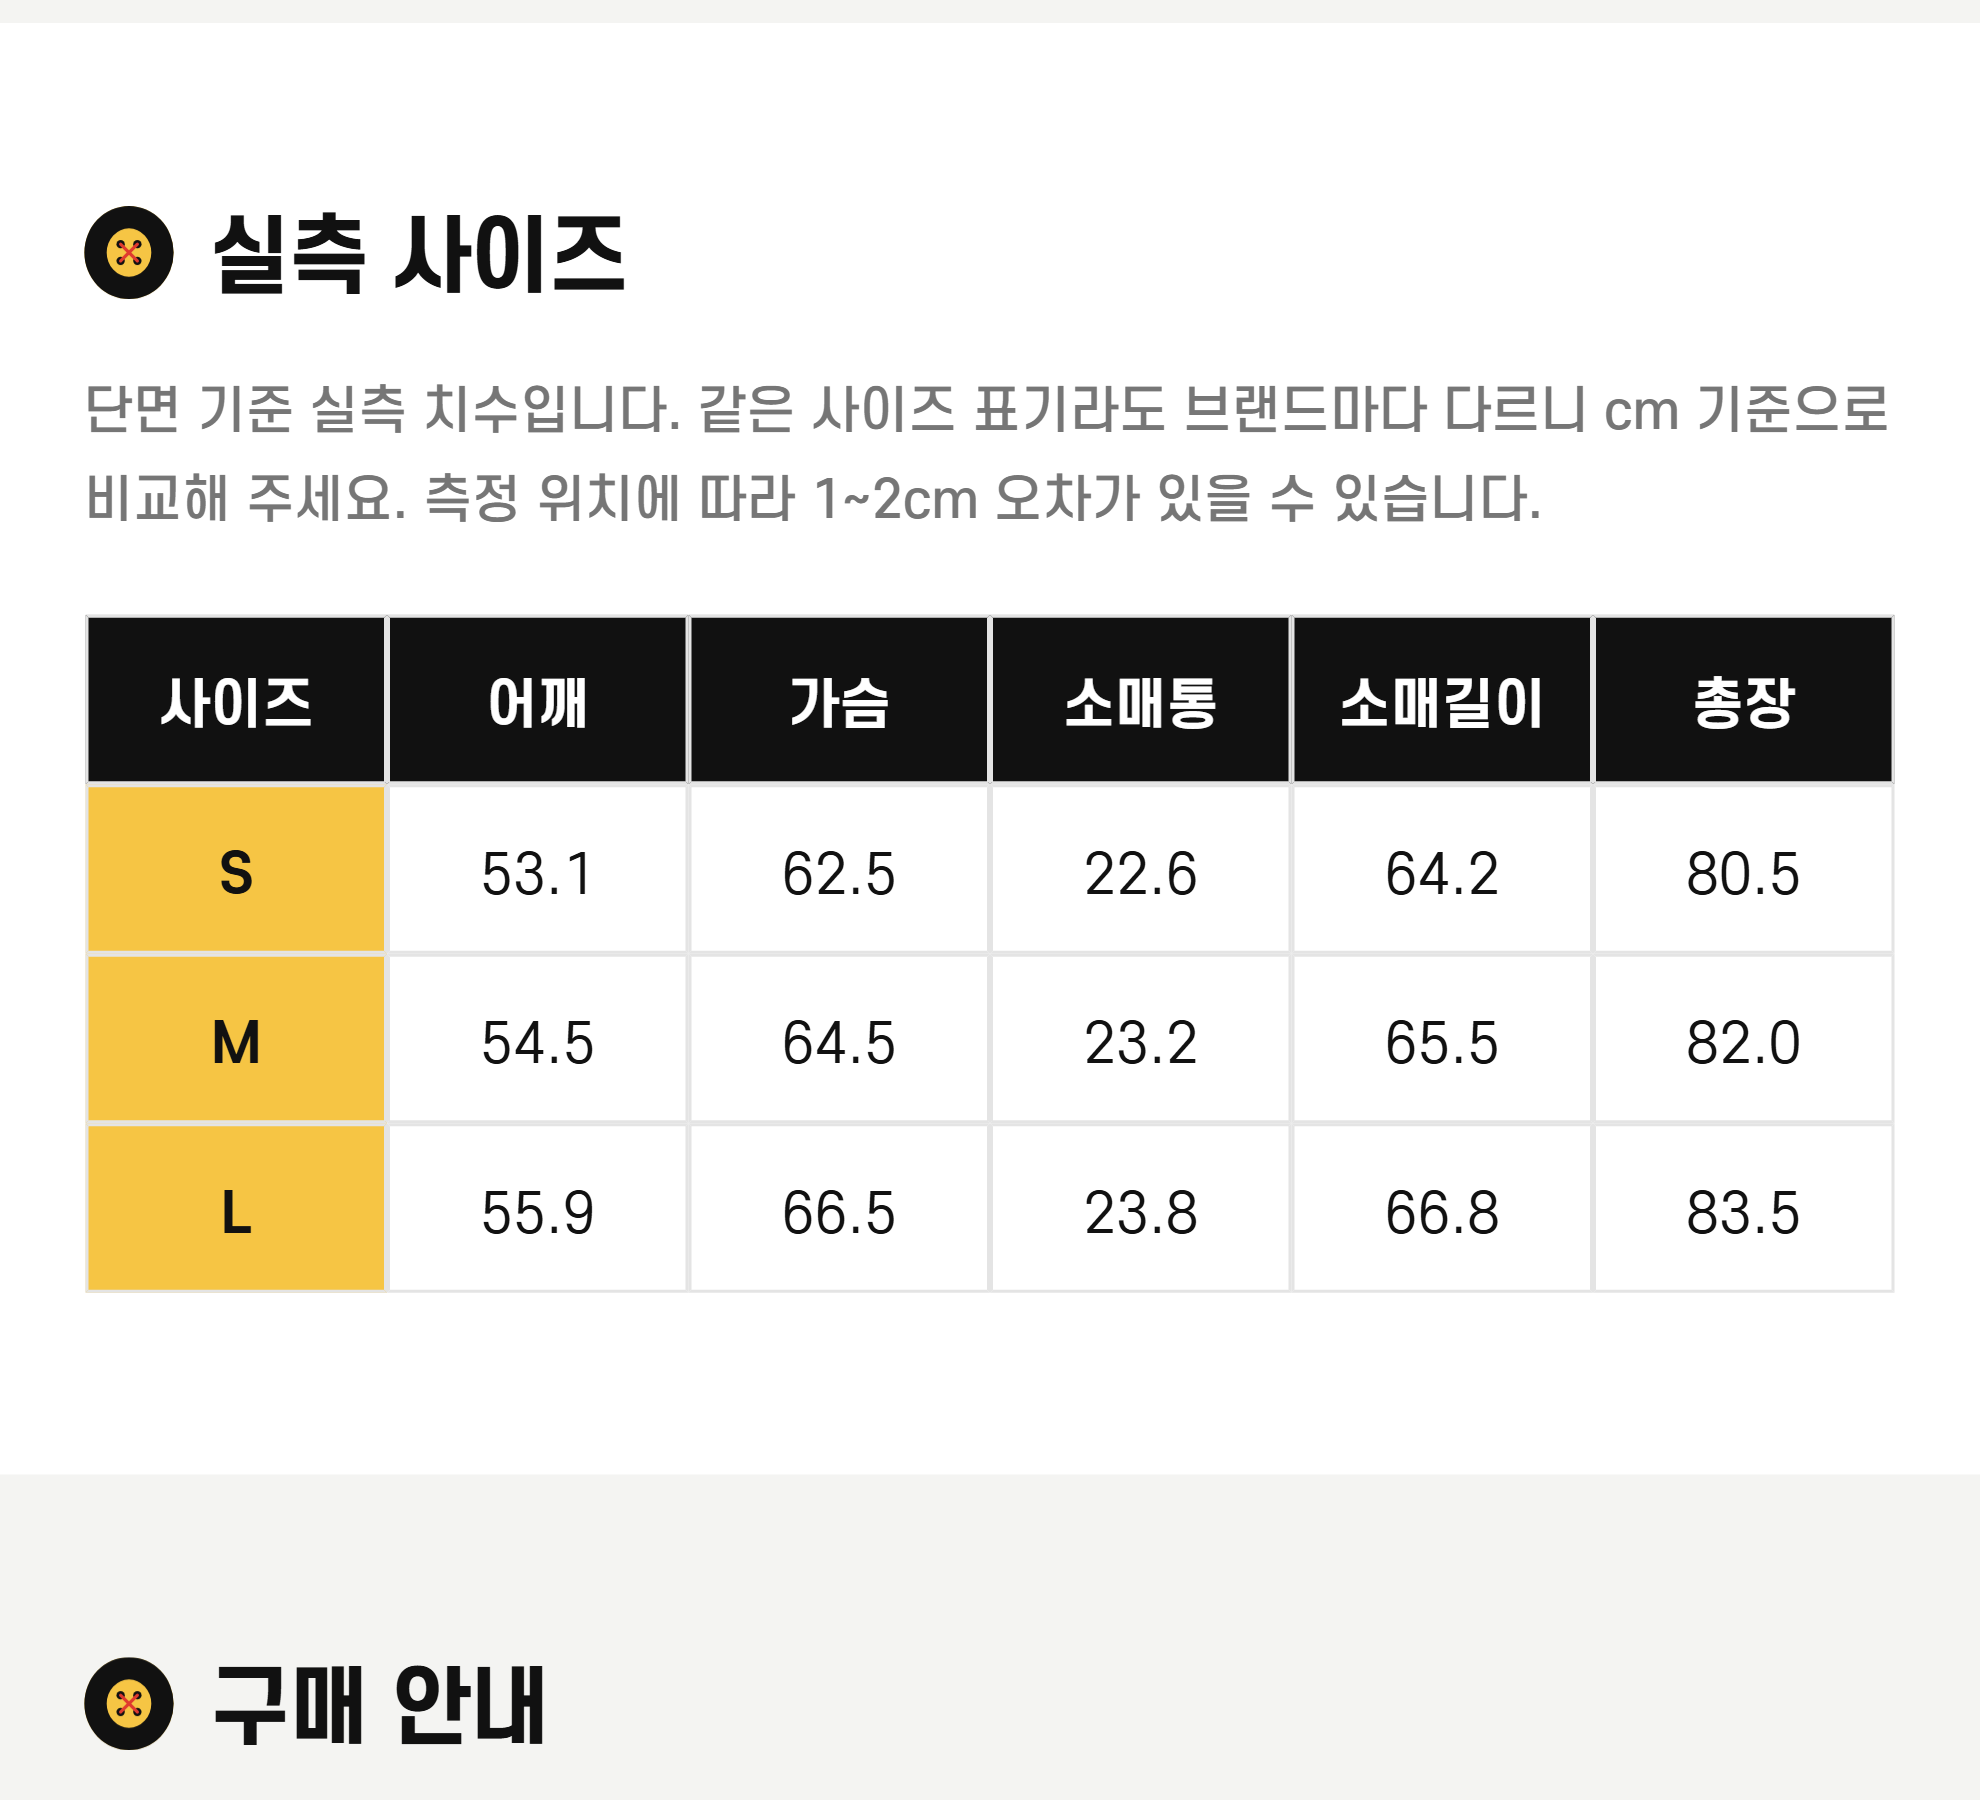 실측 사이즈
단면 기준 실측 치수입니다. 같은 사이즈 표기라도 브랜드마다 다르니 cm 기준으로
비교해 주세요. 측정 위치에 따라 1~2cm 오차가 있을 수 있습니다.
사이즈 어깨 가슴 소매통 소매길이 총장
S 53.1 62.5 22.6 64.2 80.5
M 54.5 64.5 23.2 65.5 82.0
L 55.9 66.5 23.8 66.8 83.5
구매 안내